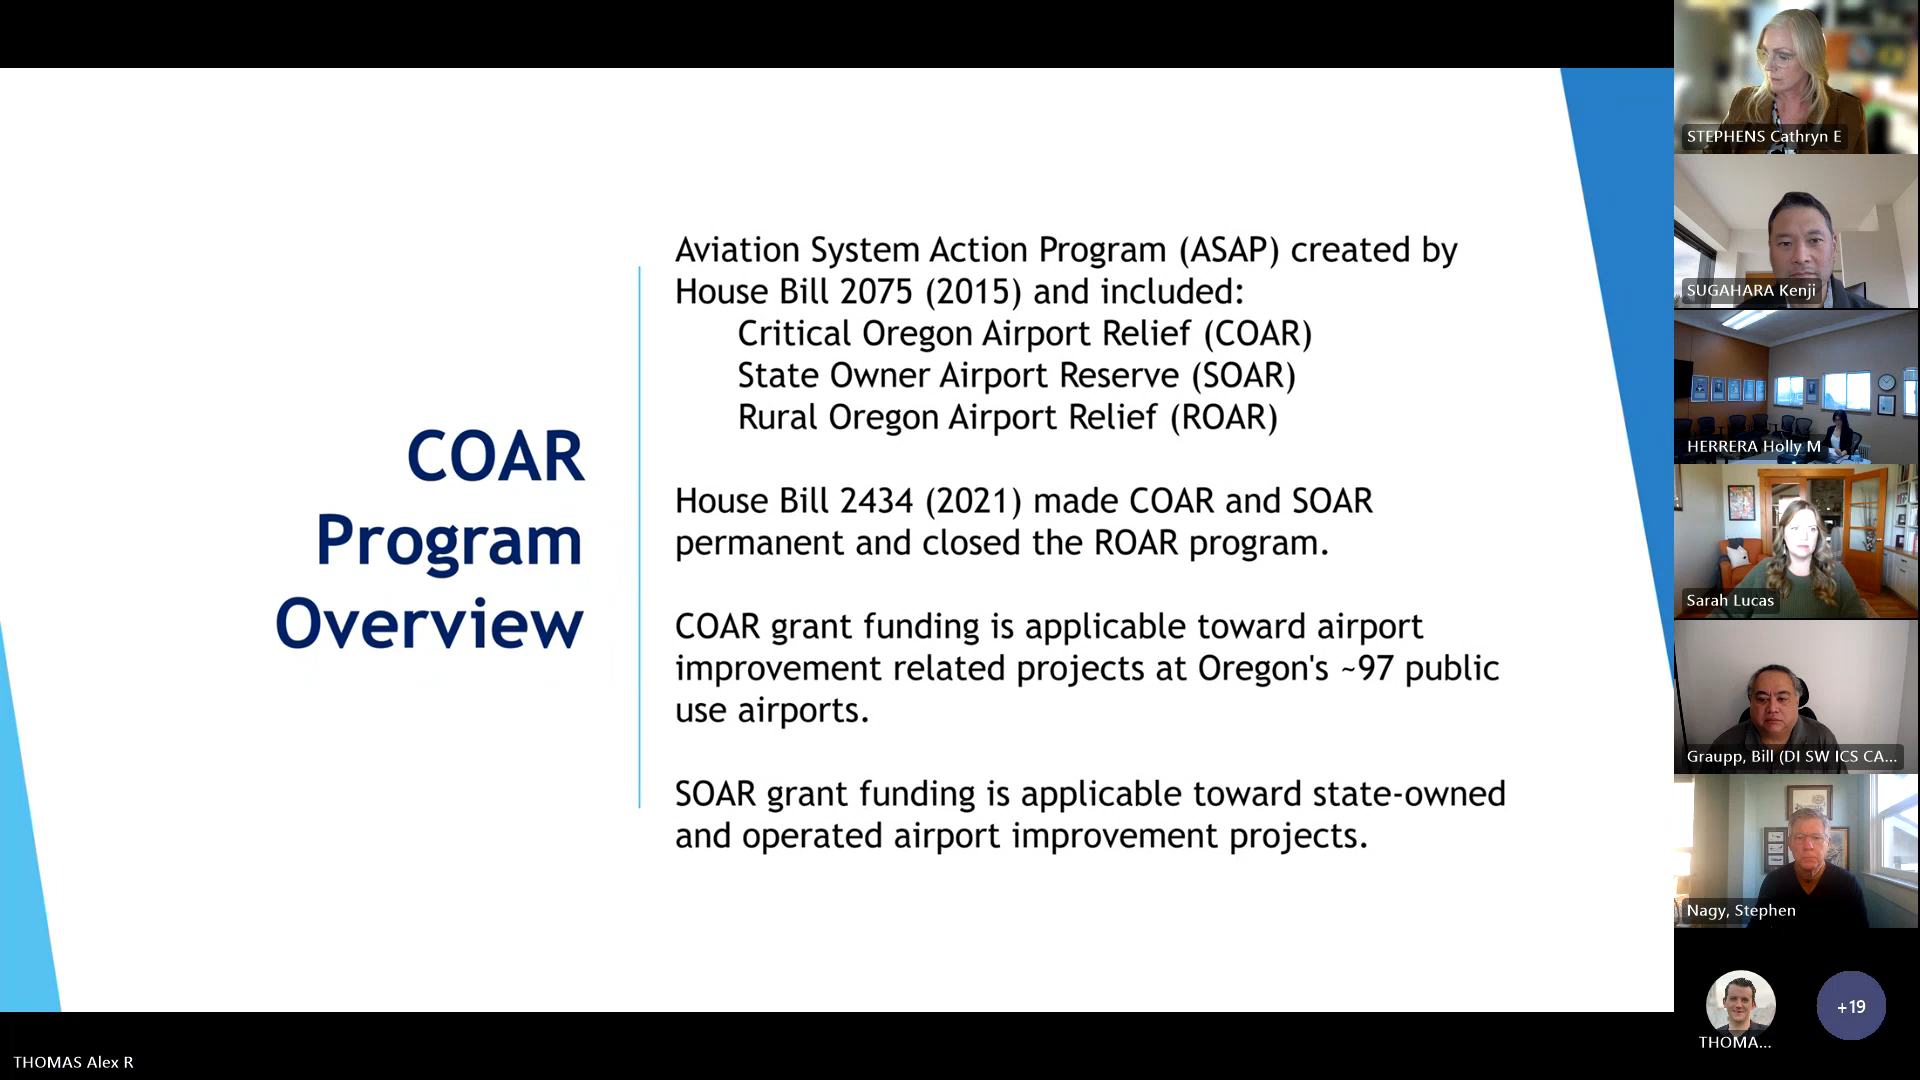 COAR
Program
Overview
Aviation System Action Program (ASAP) created by
House Bill 2075 (2015) and included:
Critical Oregon Airport Relief (COAR)
State Owner Airport Reserve (SOAR)
Rural Oregon Airport Relief (ROAR)
House Bill 2434 (2021) made COAR and SOAR
permanent and closed the ROAR program.
COAR grant funding is applicable toward airport
improvement related projects at Oregon's ~97 public
use airports.
SOAR grant funding is applicable toward state-owned
and operated airport improvement projects.
STEPHENS Cathryn E
SUGAHARA Kenji
HERRERA Holly M
Sarah Lucas
Graupp, Bill (DI SW ICS CA...
Nagy, Stephen
THOMA...
+19
THOMAS Alex R